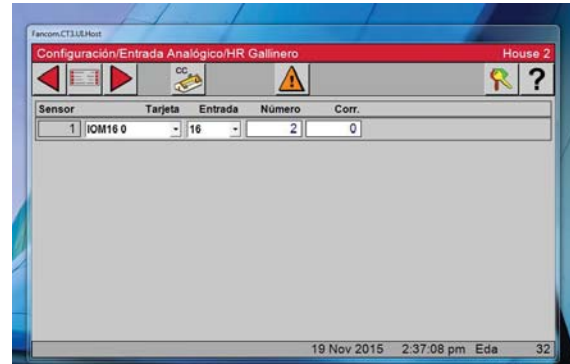 Fancom.CT3.UI.Host
Configuración/Entrada Analógico/HR Gallinero House 2
CC
?
Sensor Tarjeta Entrada Número Corr.
1 IOM16 0 16 2 0
19 Nov 2015 2:37:08 pm Eda 32